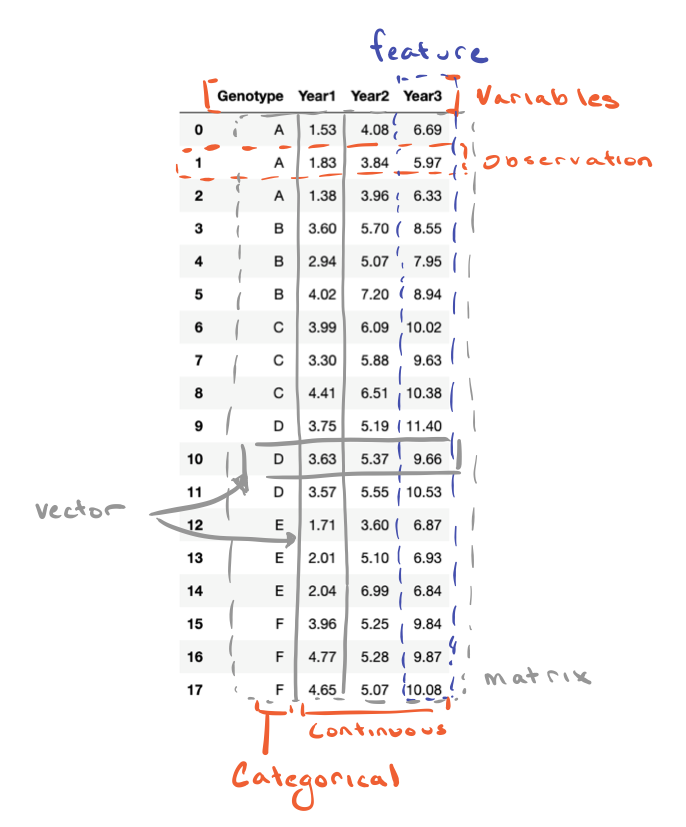 feature
Genotype Year1 Year2 Year3 Variables
0 A 1.53 4.08 6.69
1 A 1.83 3.84 5.97 observation
2 A 1.38 3.96 6.33
3 B 3.60 5.70 8.55
4 B 2.94 5.07 7.95
5 B 4.02 7.20 8.94
6 C 3.99 6.09 10.02
7 C 3.30 5.88 9.63
8 C 4.41 6.51 10.38
9 D 3.75 5.19 11.40
10 D 3.63 5.37 9.66
11 D 3.57 5.55 10.53
vector
12 E 1.71 3.60 6.87
13 E 2.01 5.10 6.93
14 E 2.04 6.99 6.84
15 F 3.96 5.25 9.84
16 F 4.77 5.28 9.87
matrix
17 F 4.65 5.07 10.08
Continuous
Categorical